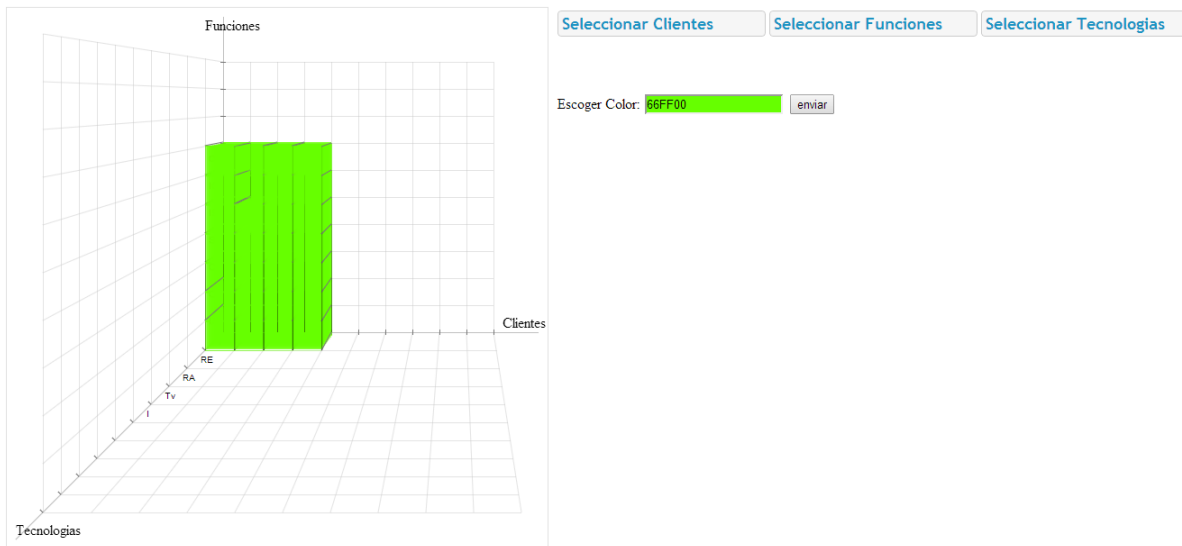 Funciones
Clientes
RE
RA
Tv
I
Tecnologias
Seleccionar Clientes
Seleccionar Funciones
Seleccionar Tecnologias
Escoger Color: 66FF00 enviar